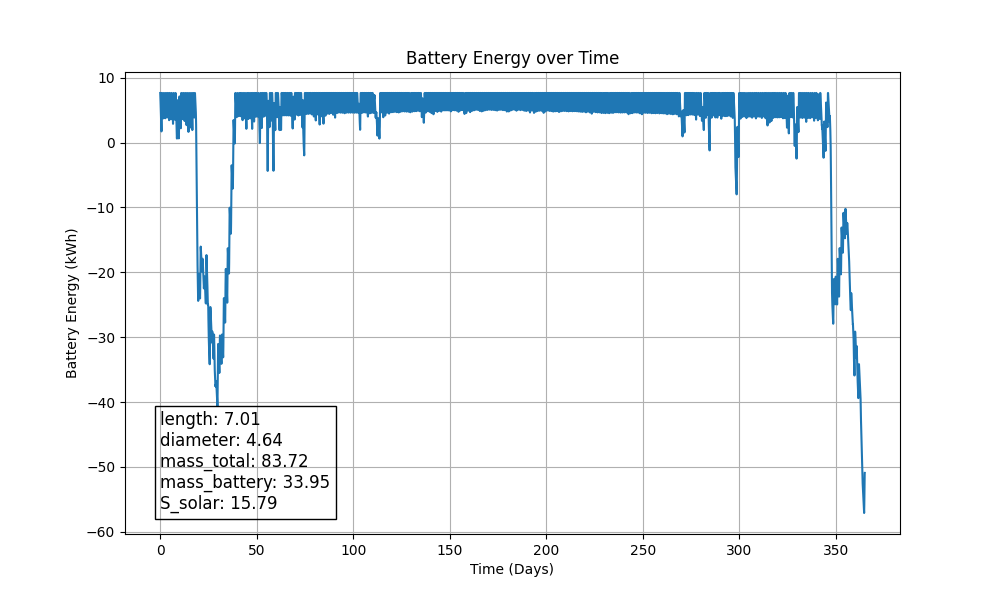 Battery Energy over Time
Battery Energy (kWh)
10
0
−10
−20
−30
−40
−50
−60
length: 7.01
diameter: 4.64
mass_total: 83.72
mass_battery: 33.95
S_solar: 15.79
0 50 100 150 200 250 300 350
Time (Days)